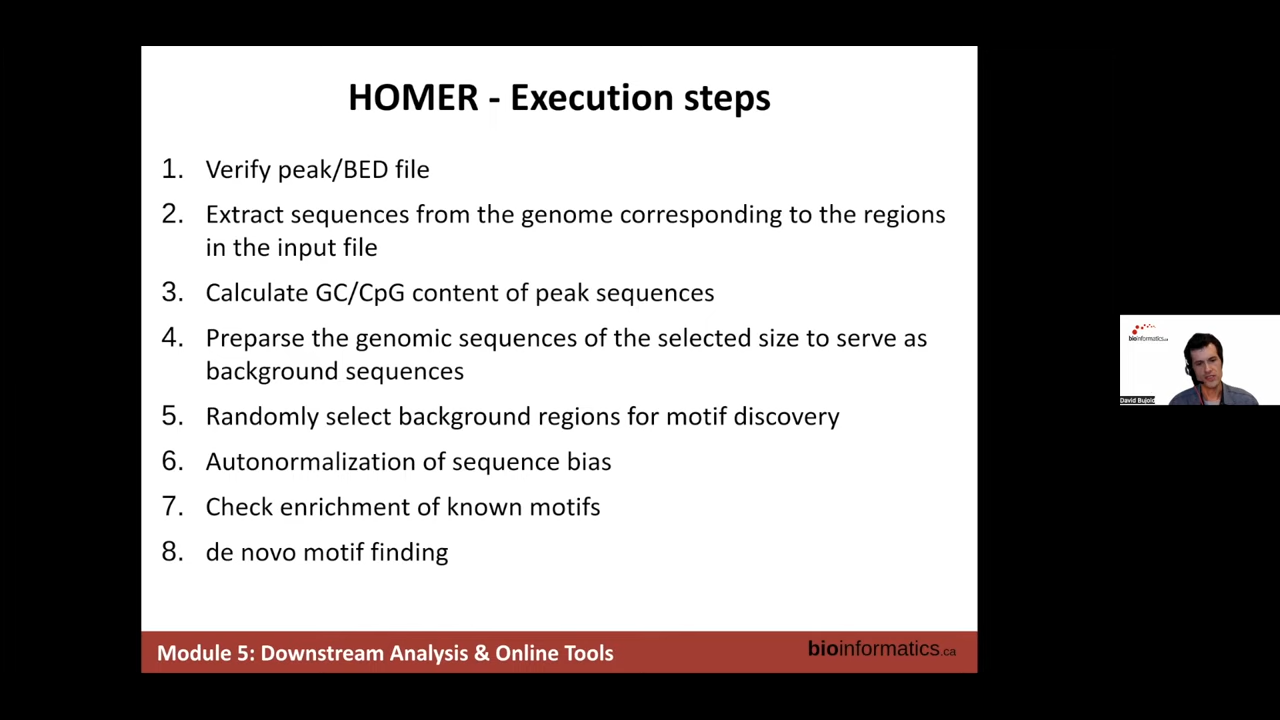 HOMER - Execution steps
1. Verify peak/BED file
2. Extract sequences from the genome corresponding to the regions
in the input file
3. Calculate GC/CpG content of peak sequences
4. Preparse the genomic sequences of the selected size to serve as
background sequences
5. Randomly select background regions for motif discovery
6. Autonormalization of sequence bias
7. Check enrichment of known motifs
8. de novo motif finding
Module 5: Downstream Analysis & Online Tools
bioinformatics.ca
bioinformatics.ca
David Bujold